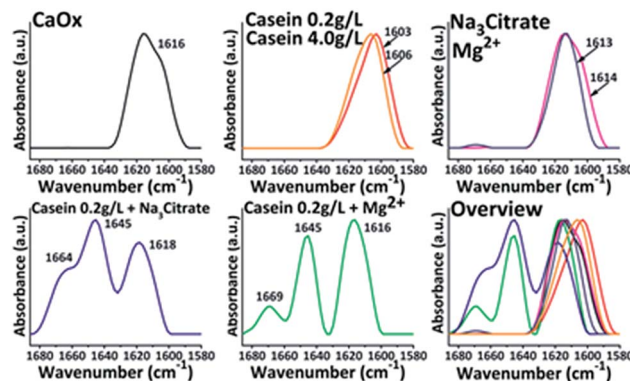 CaOx
1616
Absorbance (a.u.)
1680 1660 1640 1620 1600 1580
Wavenumber (cm⁻¹)
Casein 0.2g/L
Casein 4.0g/L
1603
1606
Absorbance (a.u.)
1680 1660 1640 1620 1600 1580
Wavenumber (cm⁻¹)
Na₃Citrate
Mg²⁺
1613
1614
Absorbance (a.u.)
1680 1660 1640 1620 1600 1580
Wavenumber (cm⁻¹)
Casein 0.2g/L + Na₃Citrate
1664
1645
1618
Absorbance (a.u.)
1680 1660 1640 1620 1600 1580
Wavenumber (cm⁻¹)
Casein 0.2g/L + Mg²⁺
1669
1645
1616
Absorbance (a.u.)
1680 1660 1640 1620 1600 1580
Wavenumber (cm⁻¹)
Overview
Absorbance (a.u.)
1680 1660 1640 1620 1600 1580
Wavenumber (cm⁻¹)